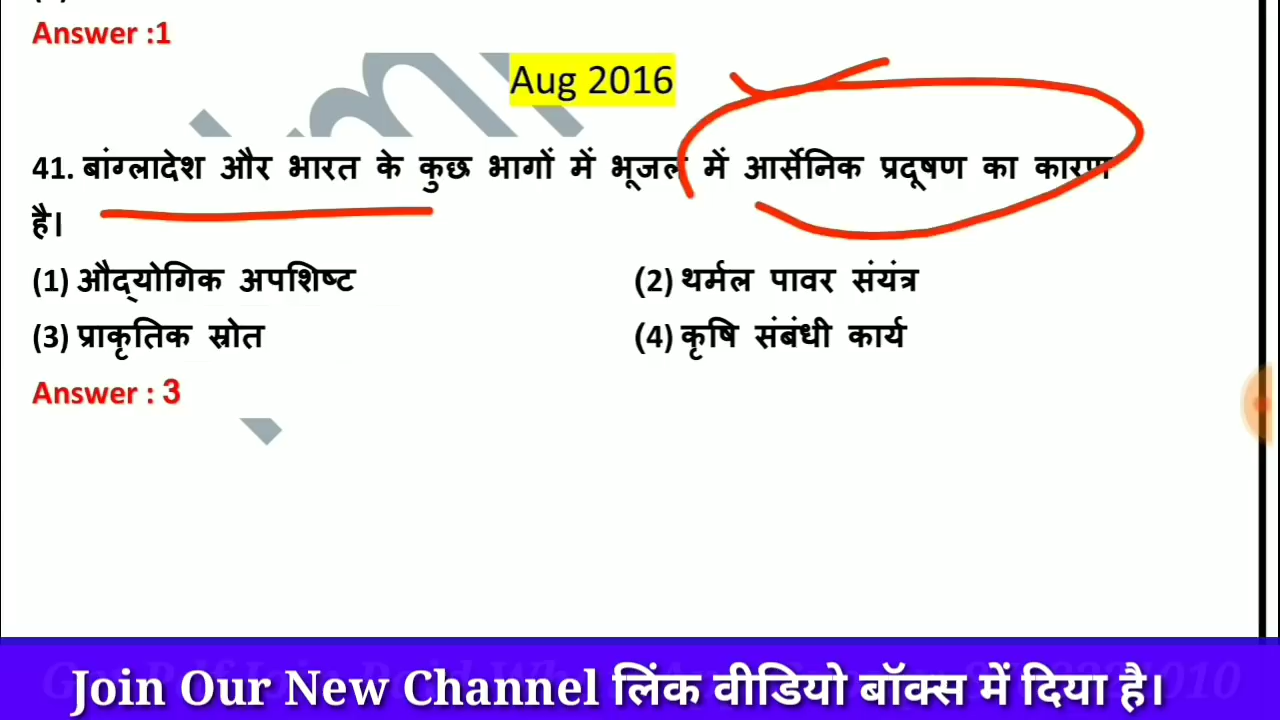 Answer :1
Aug 2016
41. बांग्लादेश और भारत के कुछ भागों में भूजल में आर्सेनिक प्रदूषण का कारण
है।
(1) औद्योगिक अपशिष्ट (2) थर्मल पावर संयंत्र
(3) प्राकृतिक स्रोत (4) कृषि संबंधी कार्य
Answer : 3
Join Our New Channel लिंक वीडियो बॉक्स में दिया है।